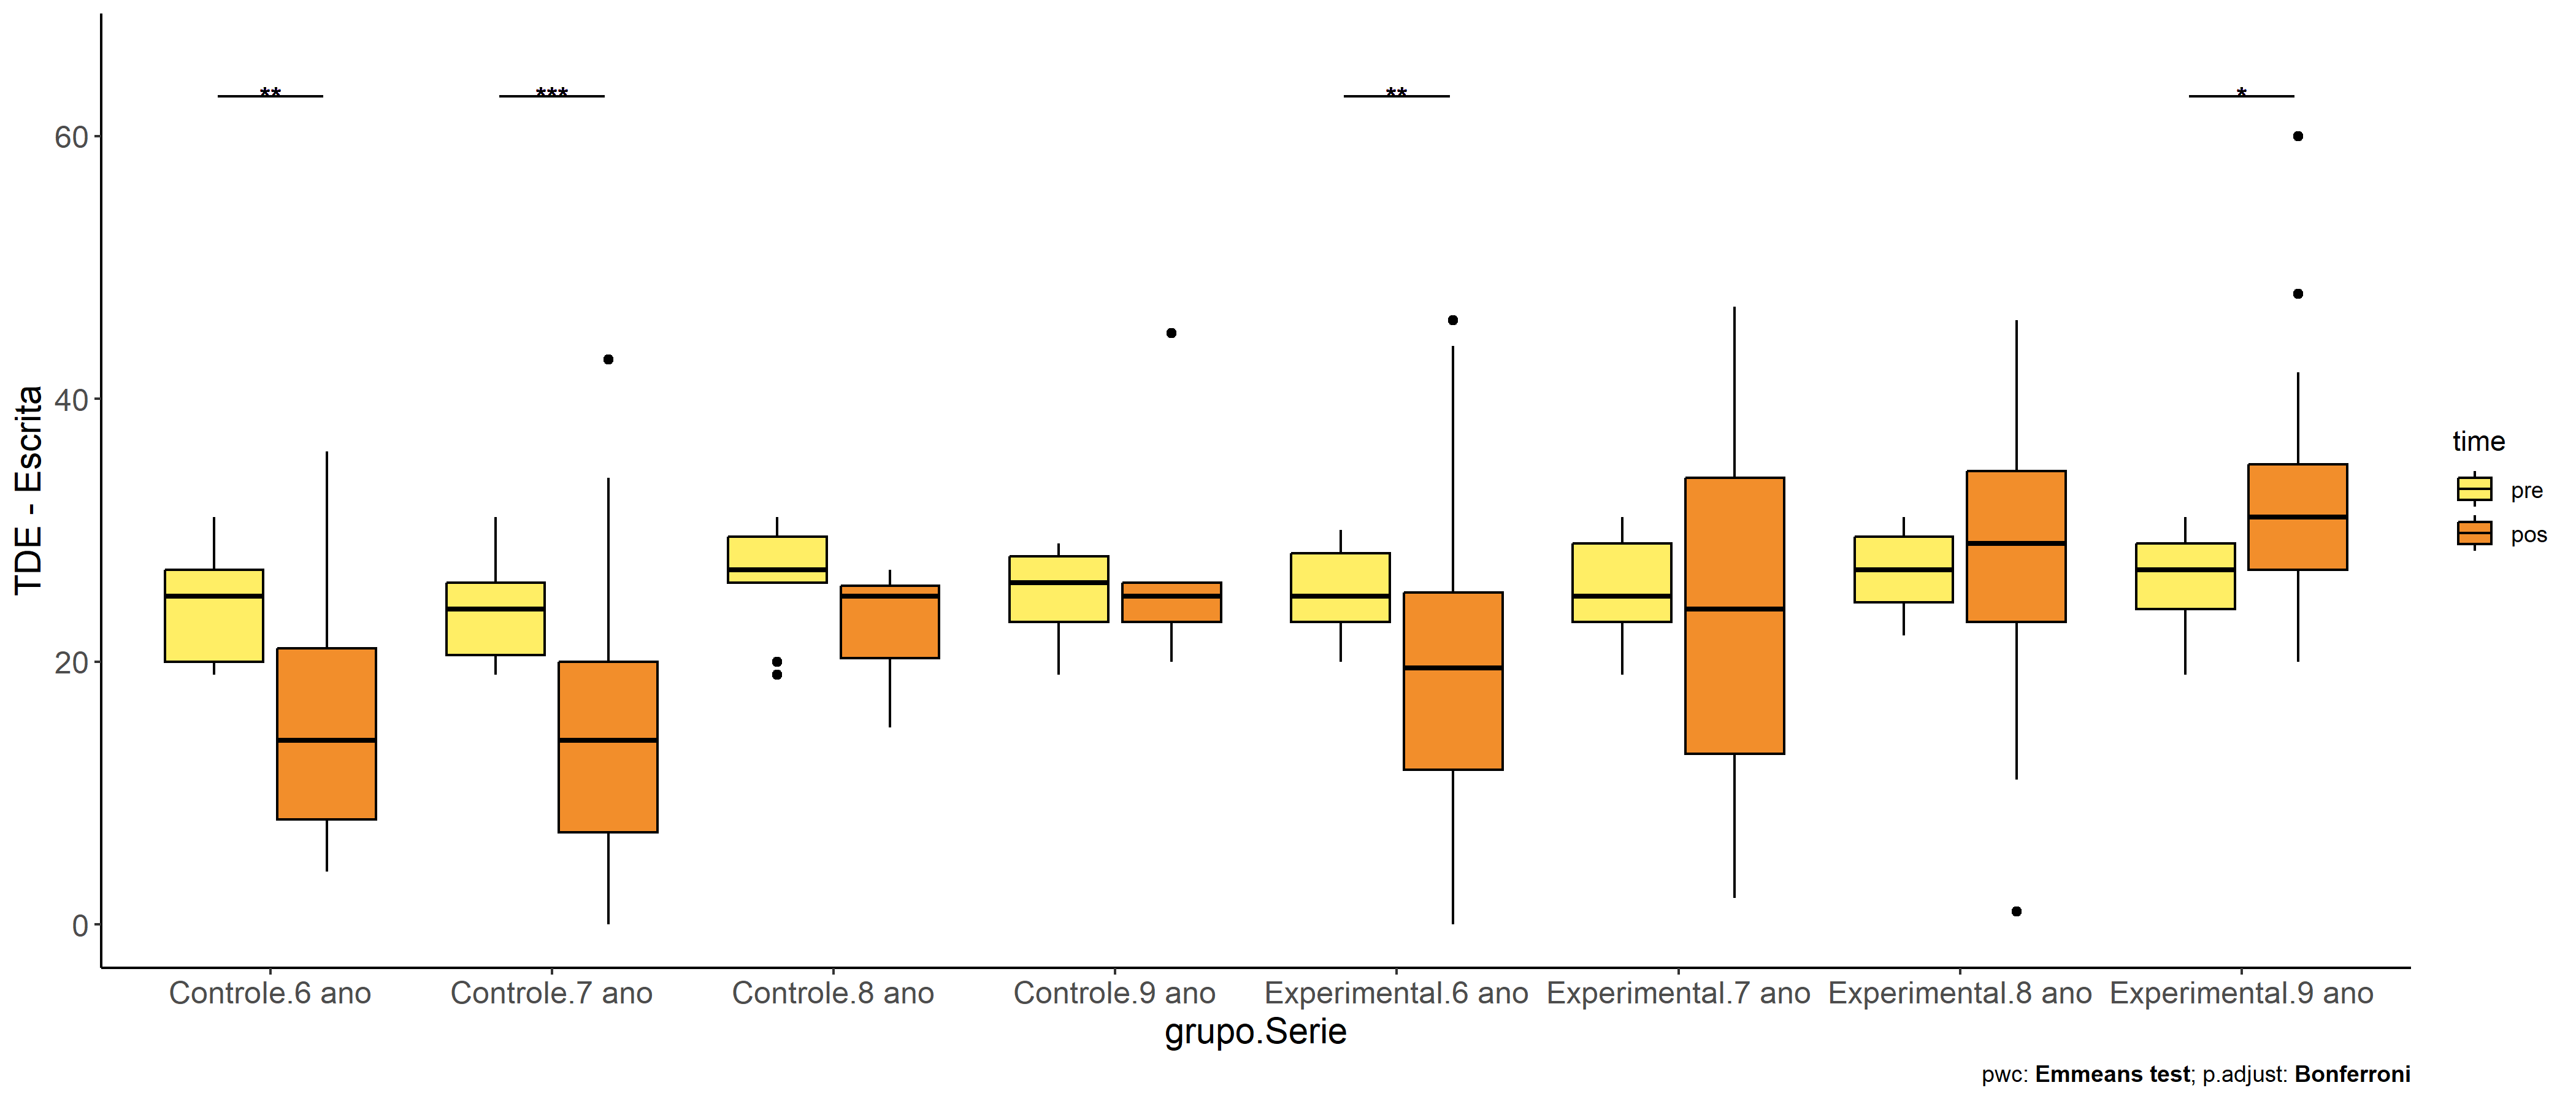 ** *** ** *
60
40
20
0
TDE - Escrita
Controle.6 ano Controle.7 ano Controle.8 ano Controle.9 ano Experimental.6 ano Experimental.7 ano Experimental.8 ano Experimental.9 ano
grupo.Serie
time
pre
pos
pwc: Emmeans test; p.adjust: Bonferroni